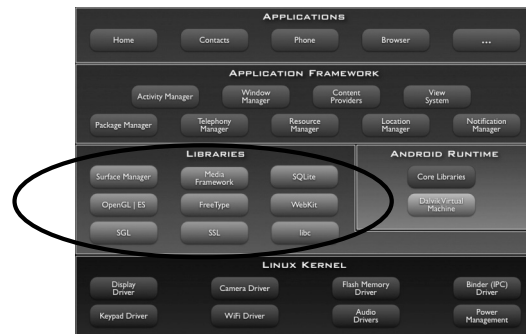 APPLICATIONS
Home Contacts Phone Browser ...
APPLICATION FRAMEWORK
Activity Manager Window Manager Content Providers View System
Package Manager Telephony Manager Resource Manager Location Manager Notification Manager
LIBRARIES
Surface Manager Media Framework SQLite
OpenGL | ES FreeType WebKit
SGL SSL libc
ANDROID RUNTIME
Core Libraries
Dalvik Virtual Machine
LINUX KERNEL
Display Driver Camera Driver Flash Memory Driver Binder (IPC) Driver
Keypad Driver WiFi Driver Audio Drivers Power Management